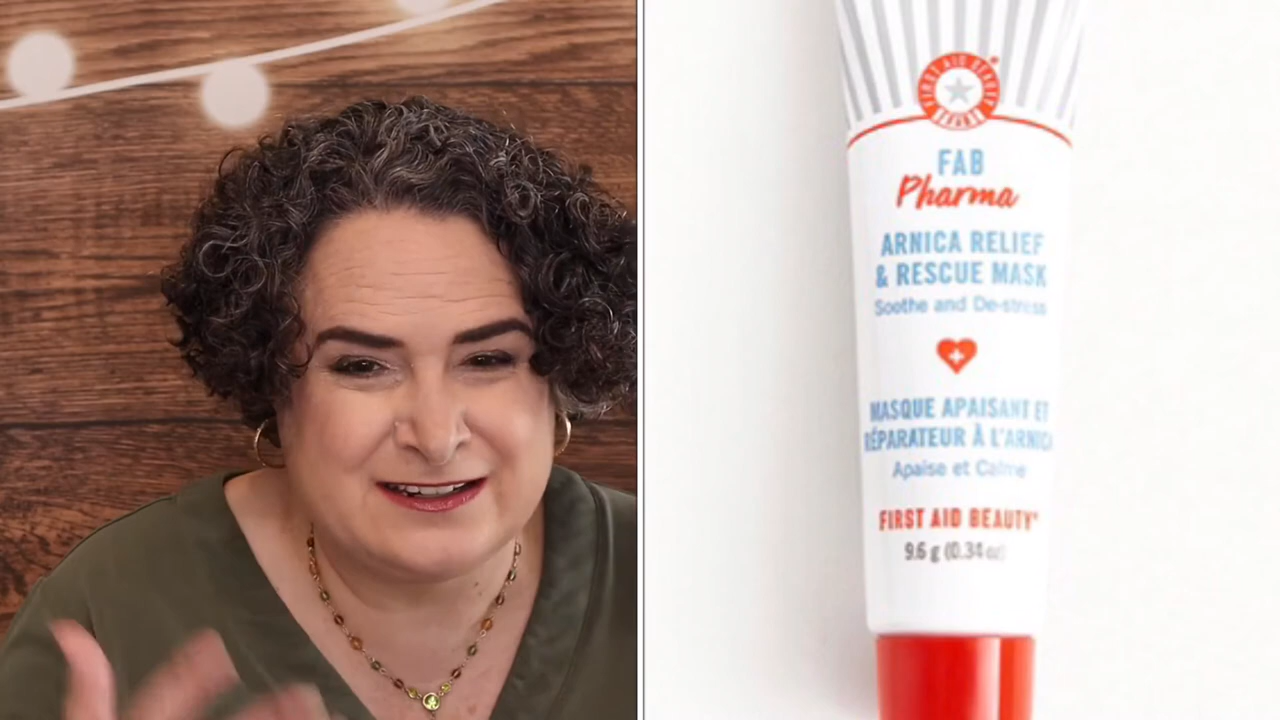 FIRST AID BEAUTY
FAB
Pharma
ARNICA RELIEF
& RESCUE MASK
Soothe and De-stress
MASQUE APAISANT ET
RÉPARATEUR À L'ARNICA
Apaise et Calme
FIRST AID BEAUTY®
9.6 g (0.34 oz)